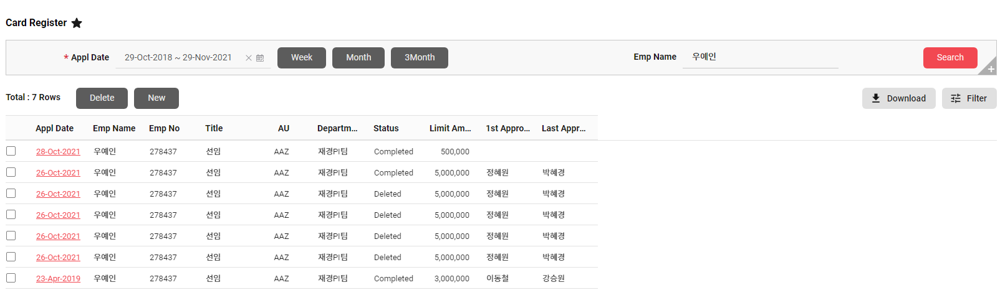 Card Register
* Appl Date 29-Oct-2018 ~ 29-Nov-2021 Week Month 3Month Emp Name 우예인 Search
Total : 7 Rows Delete New Download Filter
Appl Date Emp Name Emp No Title AU Departm... Status Limit Am... 1st Appro... Last Appr...
28-Oct-2021 우예인 278437 선임 AAZ 재경PI팀 Completed 500,000
26-Oct-2021 우예인 278437 선임 AAZ 재경PI팀 Completed 5,000,000 정혜원 박혜경
26-Oct-2021 우예인 278437 선임 AAZ 재경PI팀 Deleted 5,000,000 정혜원 박혜경
26-Oct-2021 우예인 278437 선임 AAZ 재경PI팀 Deleted 5,000,000 정혜원 박혜경
26-Oct-2021 우예인 278437 선임 AAZ 재경PI팀 Deleted 5,000,000 정혜원 박혜경
26-Oct-2021 우예인 278437 선임 AAZ 재경PI팀 Deleted 5,000,000 정혜원 박혜경
23-Apr-2019 우예인 278437 선임 AAZ 재경PI팀 Completed 3,000,000 이동철 강승원